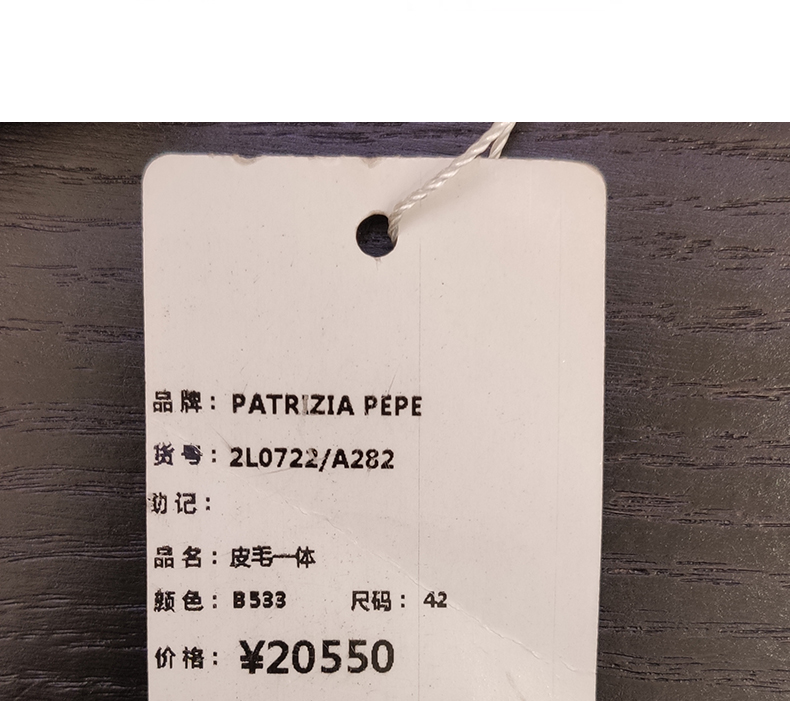 品牌：PATRIZIA PEPE
货号：2L0722/A282
助记：
品名：皮毛一体
颜色：B533 尺码：42
价格：¥20550